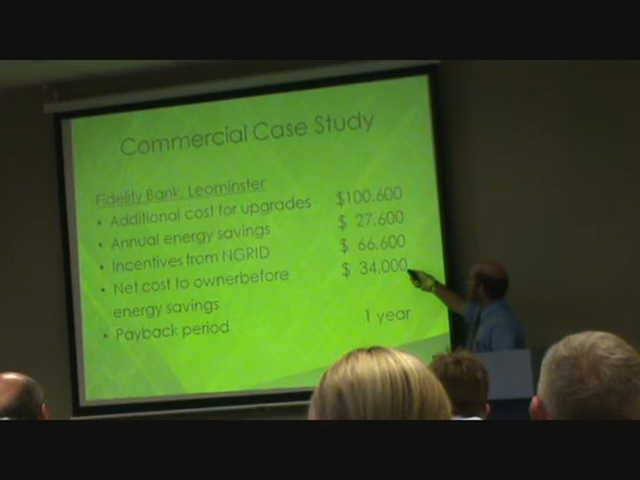 Commercial Case Study
Fidelity Bank, Leominster
• Additional cost for upgrades $100,600
• Annual energy savings $ 27,600
• Incentives from NGRID $ 66,600
• Net cost to ownerbefore $ 34,000
energy savings
• Payback period 1 year